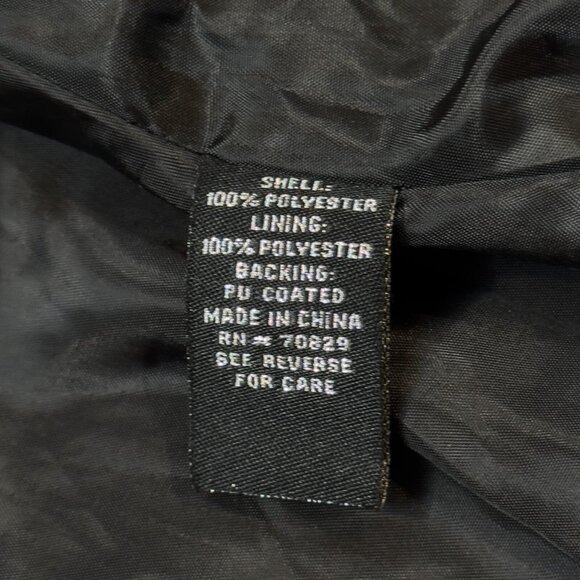 SHELL:
100% POLYESTER
LINING:
100% POLYESTER
BACKING:
PU COATED
MADE IN CHINA
RN # 70829
SEE REVERSE
FOR CARE